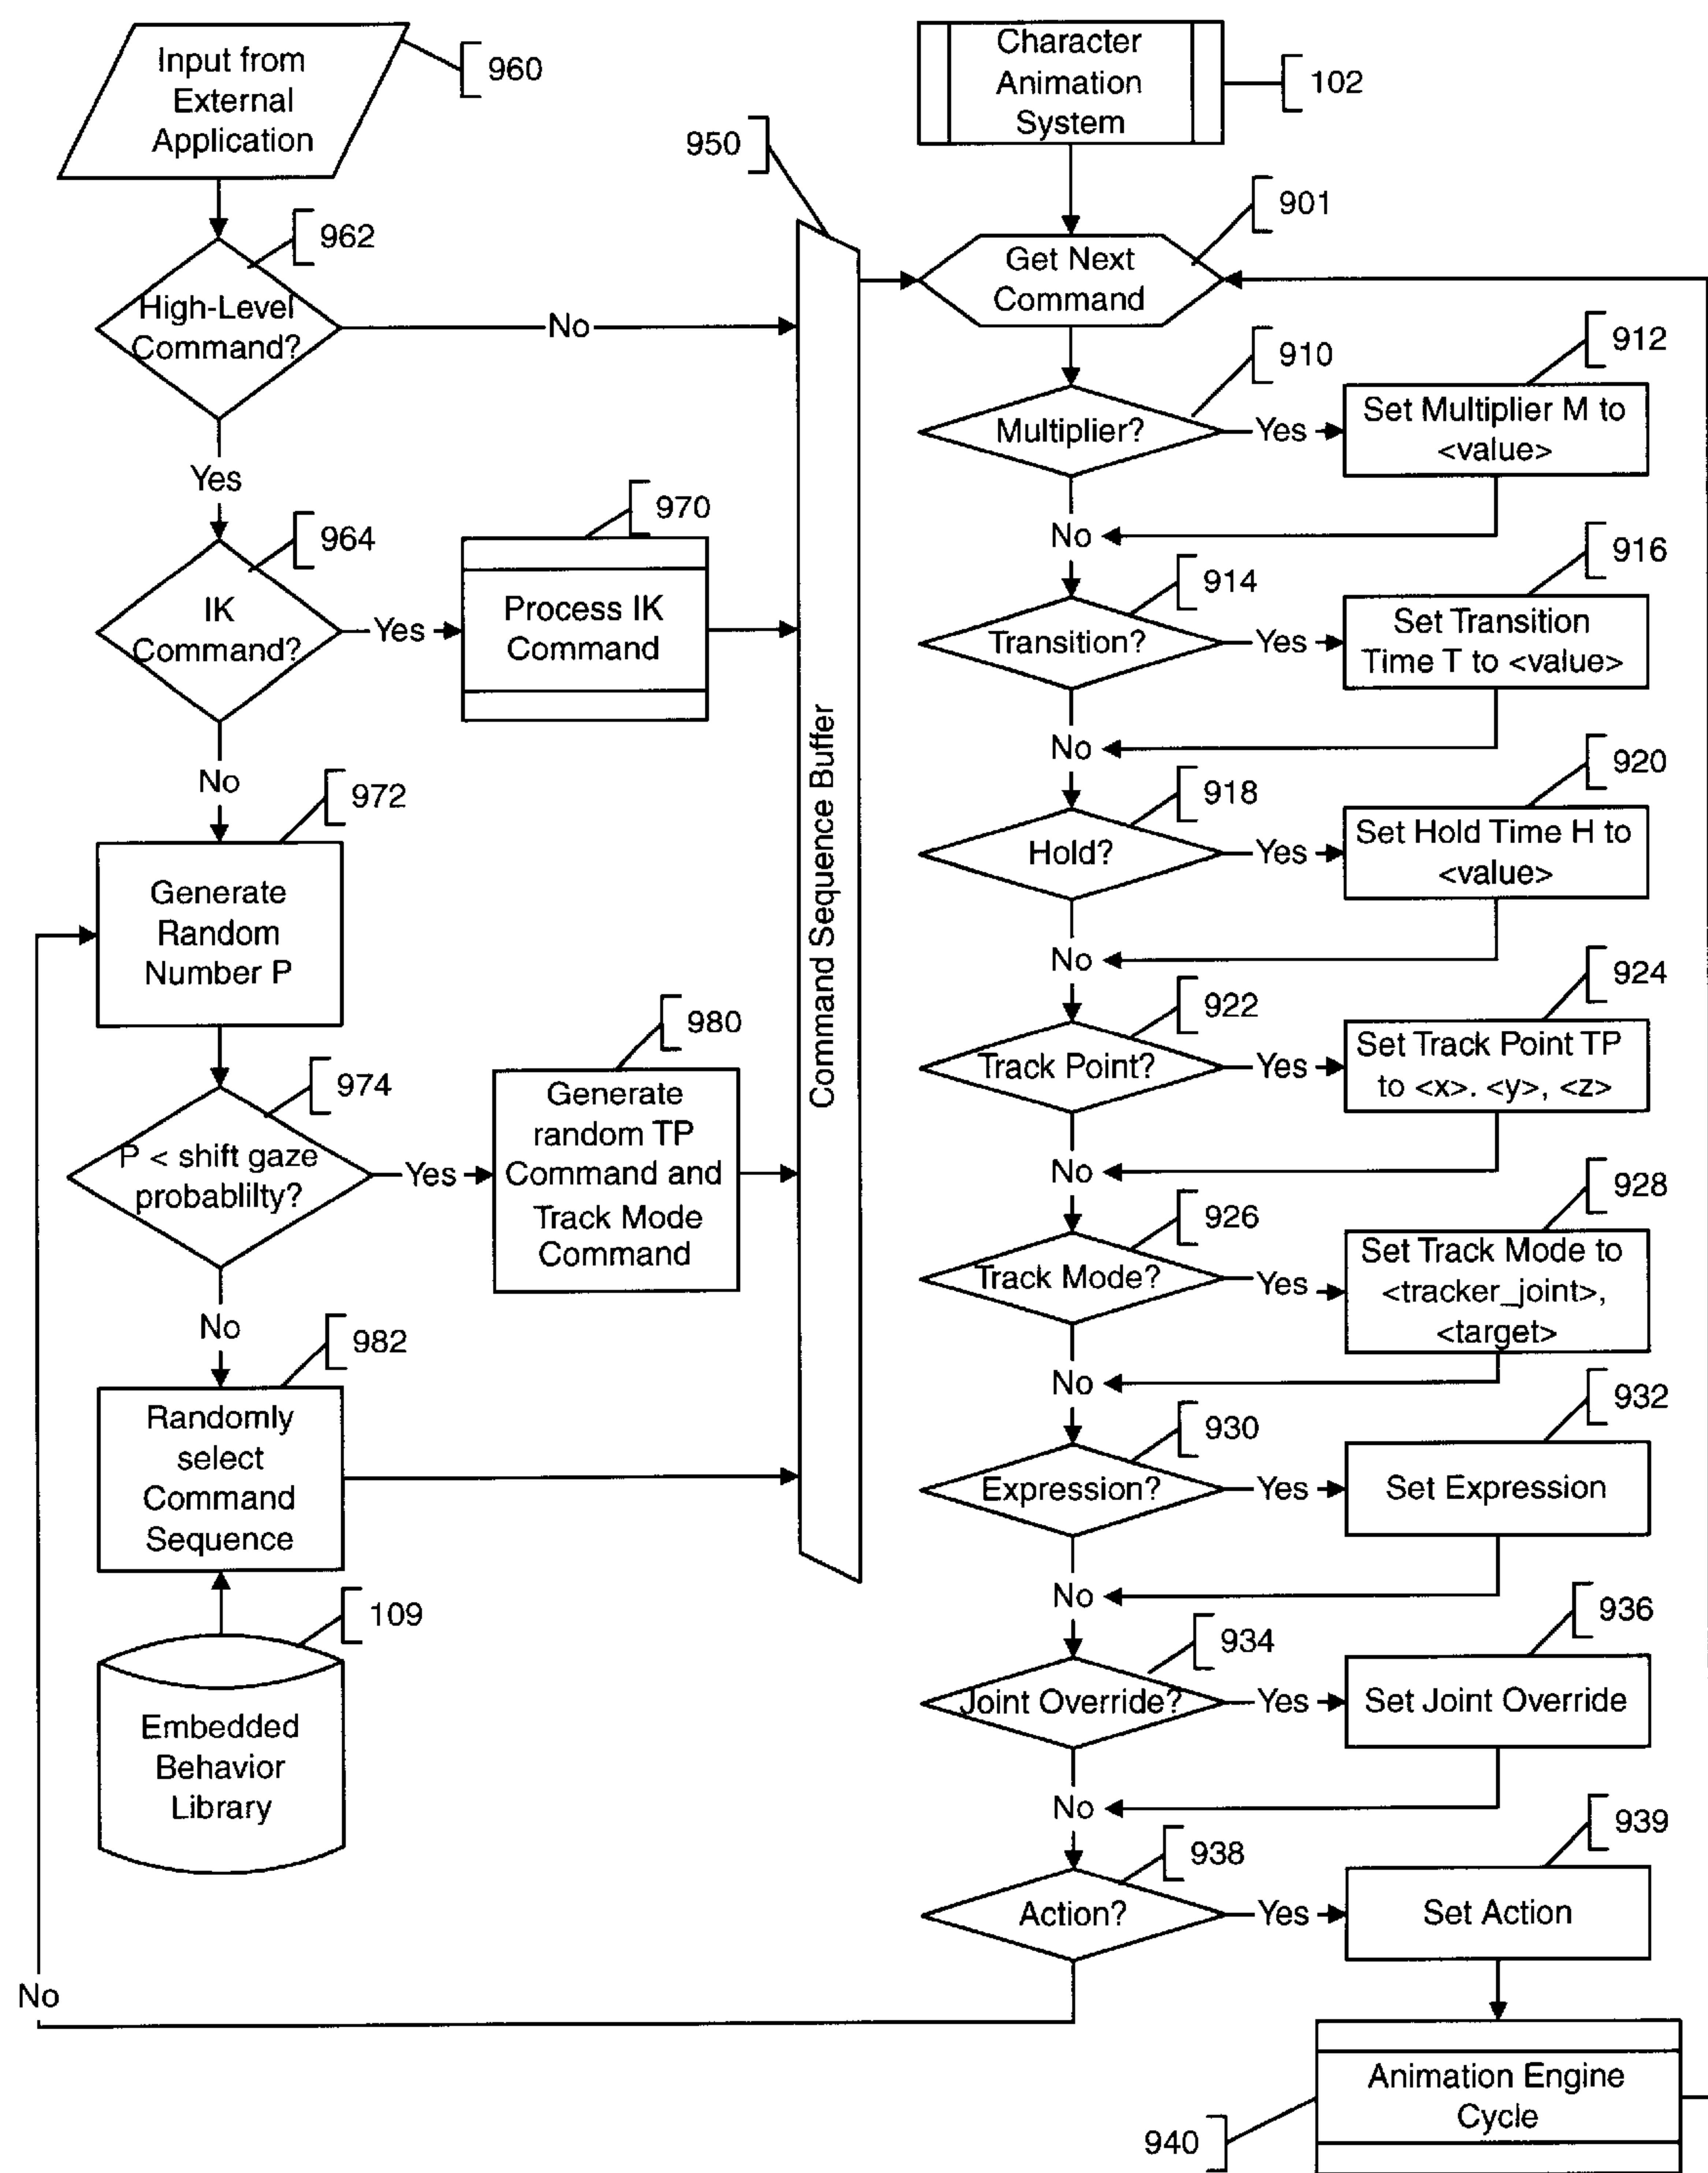 Input from
External
Application
960
962
High-Level
Command?
No
Yes
964
IK
Command?
Yes
970
Process IK
Command
No
972
Generate
Random
Number P
974
P < shift gaze
probablilty?
Yes
980
Generate
random TP
Command and
Track Mode
Command
No
982
Randomly
select
Command
Sequence
109
Embedded
Behavior
Library
No
950
Command Sequence Buffer
Character
Animation
System
102
901
Get Next
Command
910
Multiplier?
Yes
912
Set Multiplier M to
<value>
No
914
Transition?
Yes
916
Set Transition
Time T to <value>
No
918
Hold?
Yes
920
Set Hold Time H to
<value>
No
922
Track Point?
Yes
924
Set Track Point TP
to <x>. <y>, <z>
No
926
Track Mode?
Yes
928
Set Track Mode to
<tracker_joint>,
<target>
No
930
Expression?
Yes
932
Set Expression
No
934
Joint Override?
Yes
936
Set Joint Override
No
938
Action?
Yes
939
Set Action
940
Animation Engine
Cycle